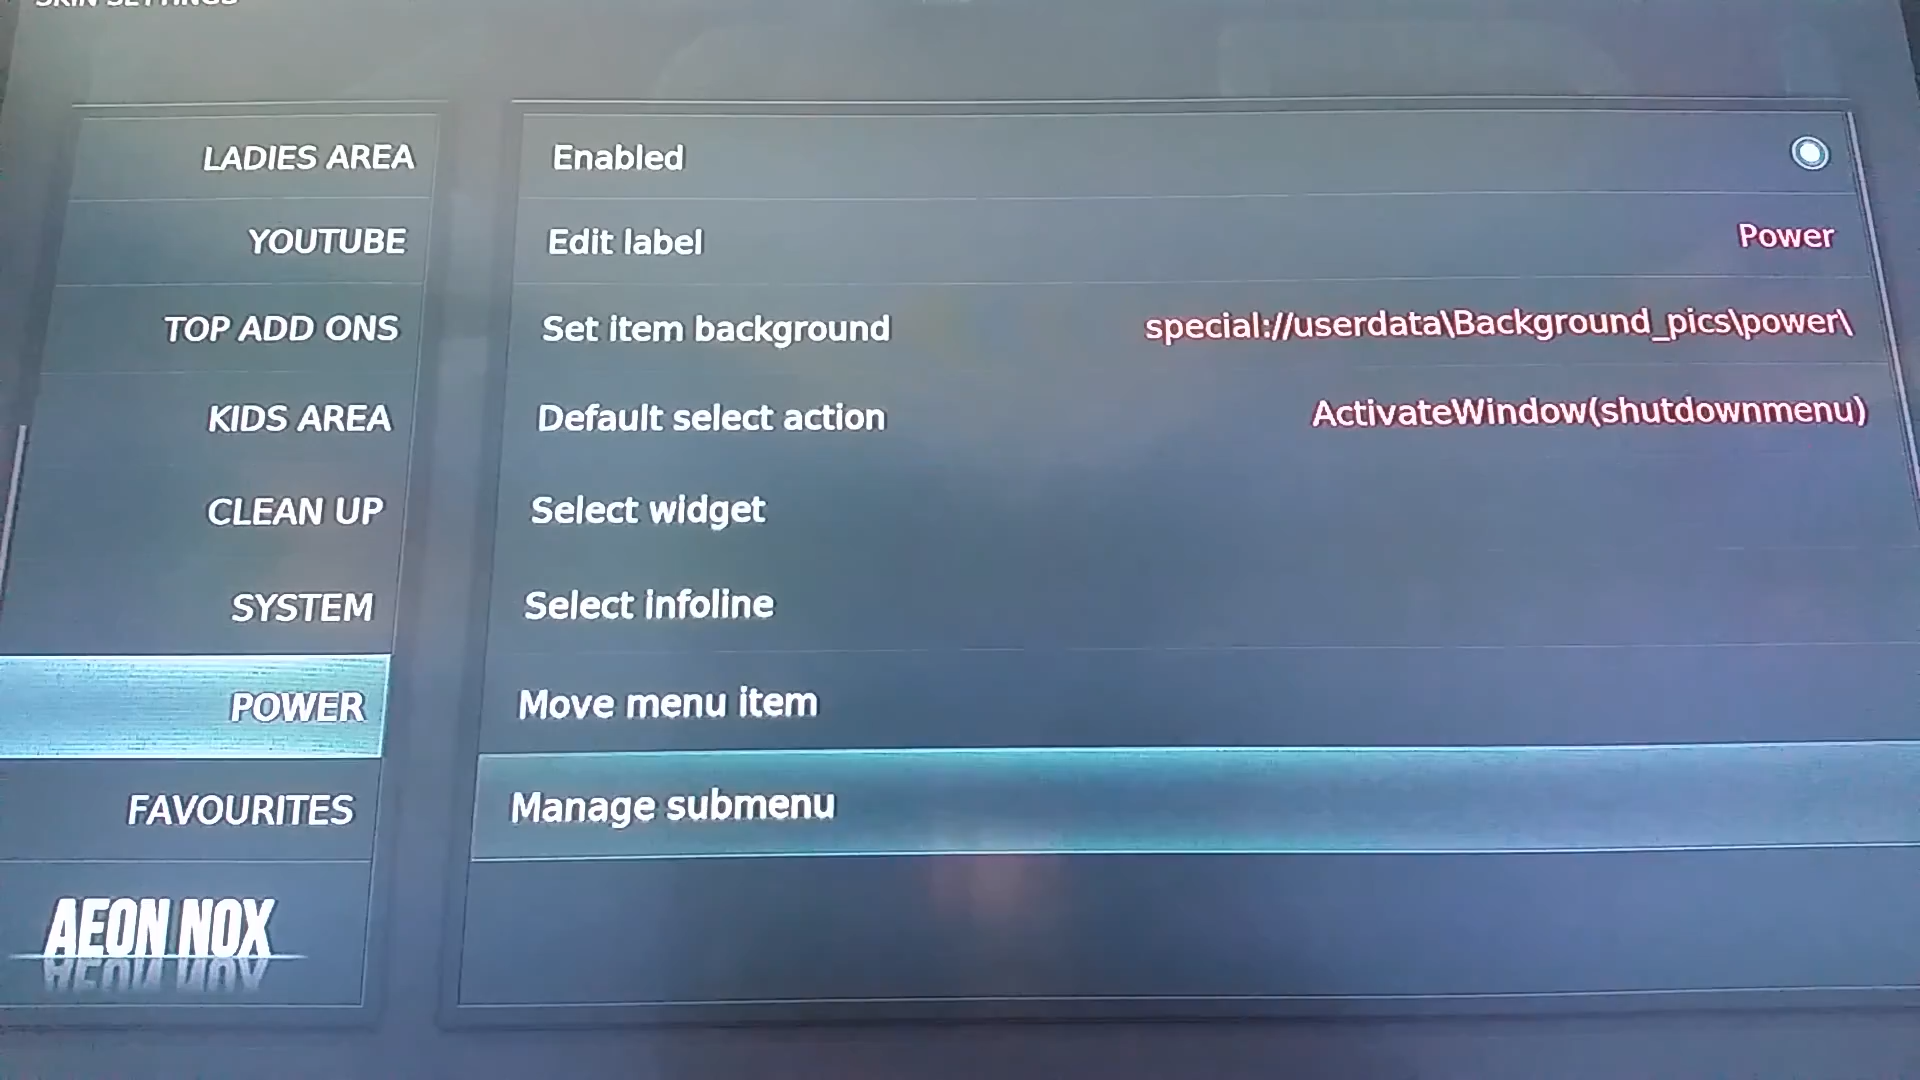 SKIN SETTINGS
LADIES AREA
YOUTUBE
TOP ADD ONS
KIDS AREA
CLEAN UP
SYSTEM
POWER
FAVOURITES
AEON NOX
Enabled
Edit label Power
Set item background special://userdata\Background_pics\power\
Default select action ActivateWindow(shutdownmenu)
Select widget
Select infoline
Move menu item
Manage submenu